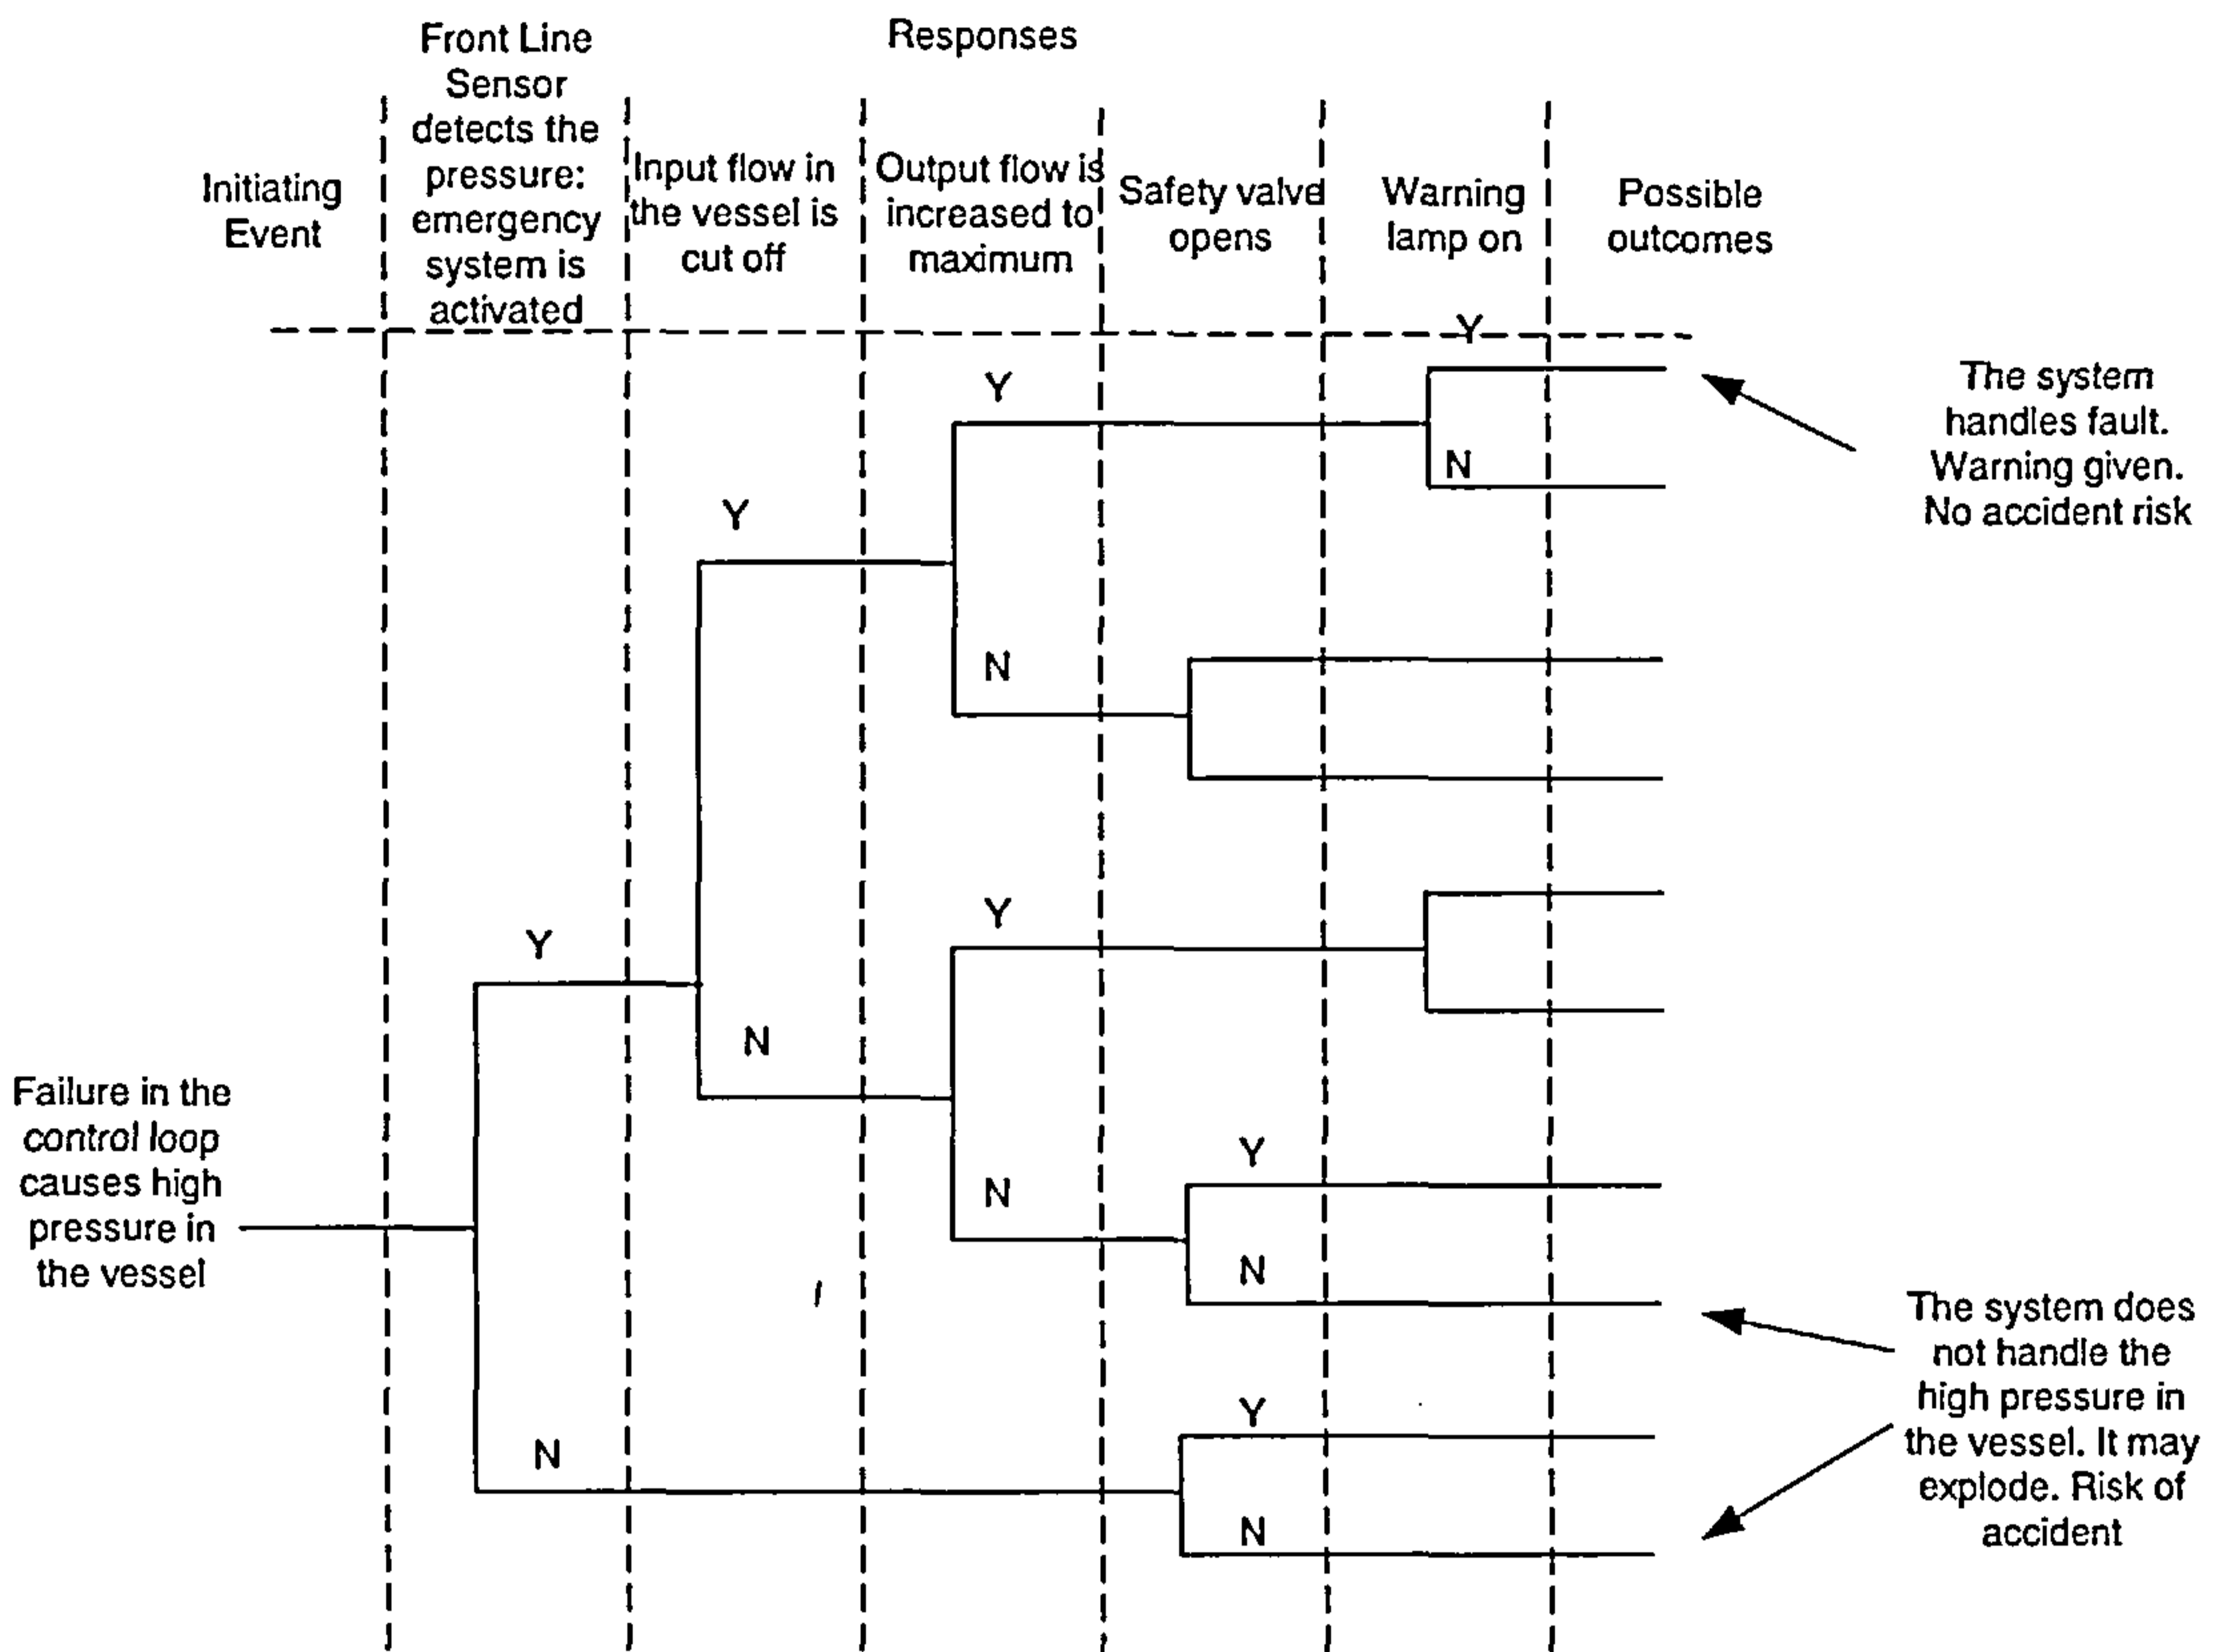 Responses
Initiating
Event
Front Line
Sensor
detects the
pressure:
emergency
system is
activated
Input flow in
the vessel is
cut off
Output flow is
increased to
maximum
Safety valve
opens
Warning
lamp on
Possible
outcomes
Y
Y
N
Y
The system
handles fault.
Warning given.
No accident risk
N
Y
Y
N
Failure in the
control loop
causes high
pressure in
the vessel
Y
N
N
The system does
not handle the
high pressure in
the vessel. It may
explode. Risk of
accident
Y
N
N